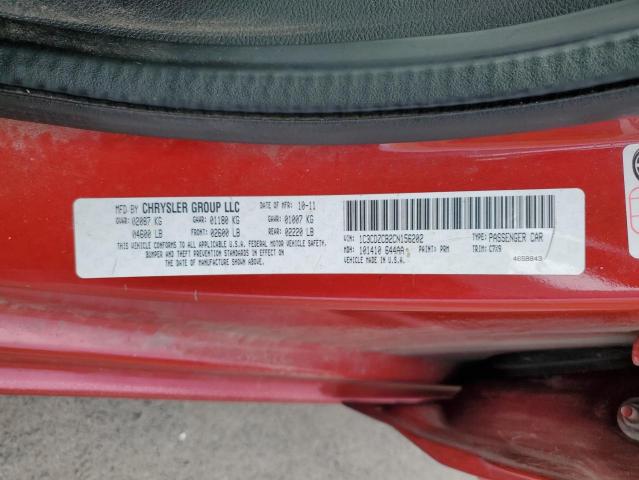 MFD BY CHRYSLER GROUP LLC DATE OF MFR: 10-11
GVWR: 02087 KG GAWR: 01180 KG GAWR: 01007 KG
04600 LB FRONT: 02600 LB REAR: 02220 LB
THIS VEHICLE CONFORMS TO ALL APPLICABLE U.S.A. FEDERAL MOTOR VEHICLE SAFETY,
BUMPER AND THEFT PREVENTION STANDARDS IN EFFECT ON
THE DATE OF MANUFACTURE SHOWN ABOVE.
VIN: 1C3CDZCB2CN156202 TYPE: PASSENGER CAR
MDH: 101410 644AA PAINT: PRM TRIM: C7X9
VEHICLE MADE IN U.S.A. 4658843